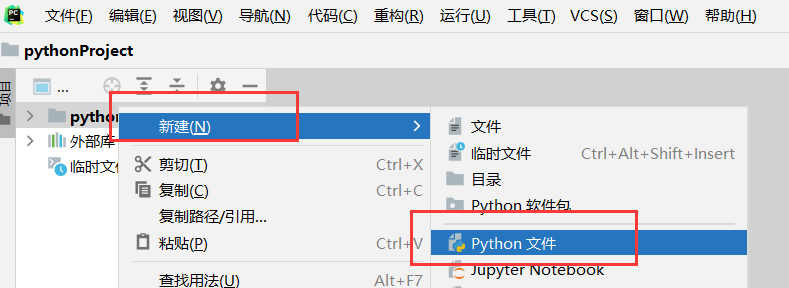 PC
文件(F) 编辑(E) 视图(V) 导航(N) 代码(C) 重构(R) 运行(U) 工具(T) VCS(S) 窗口(W) 帮助(H)
pythonProject
...
python
新建(N)
文件
外部库
剪切(T) Ctrl+X
临时文件 Ctrl+Alt+Shift+Insert
临时文件
复制(C) Ctrl+C
目录
复制路径/引用...
Python 软件包
粘贴(P) Ctrl+V
Python 文件
查找用法(U) Alt+F7
Jupyter Notebook